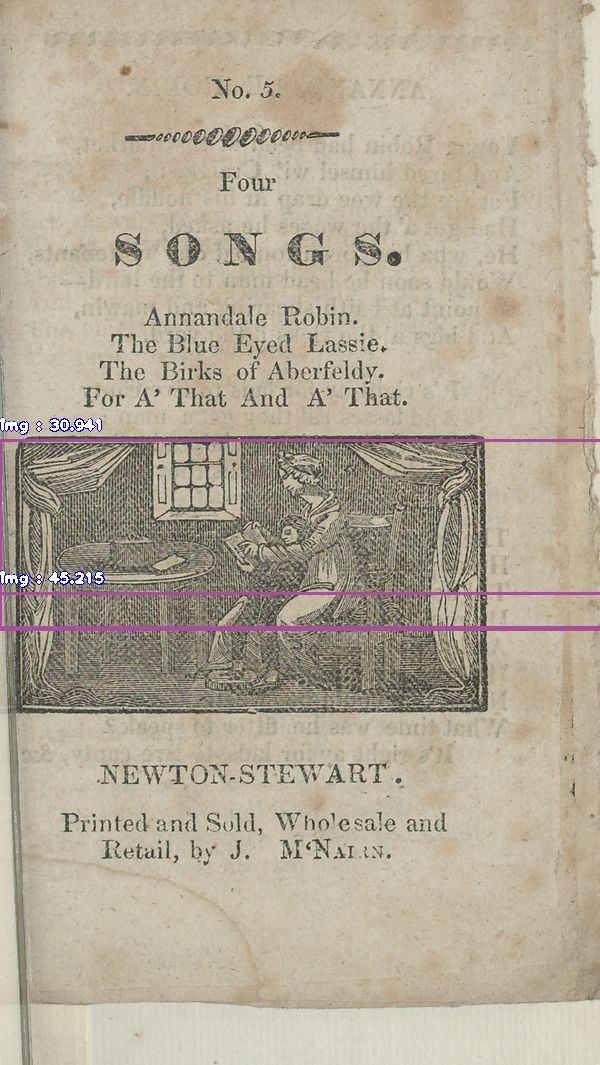 No. 5.
Four
SONGS.
Annandale Robin.
The Blue Eyed Lassie.
The Birks of Aberfeldy.
For A' That And A' That.
Img : 30.941
Img : 45.215
NEWTON-STEWART.
Printed and Sold, Wholesale and
Retail, by J. M‘NAIRN.